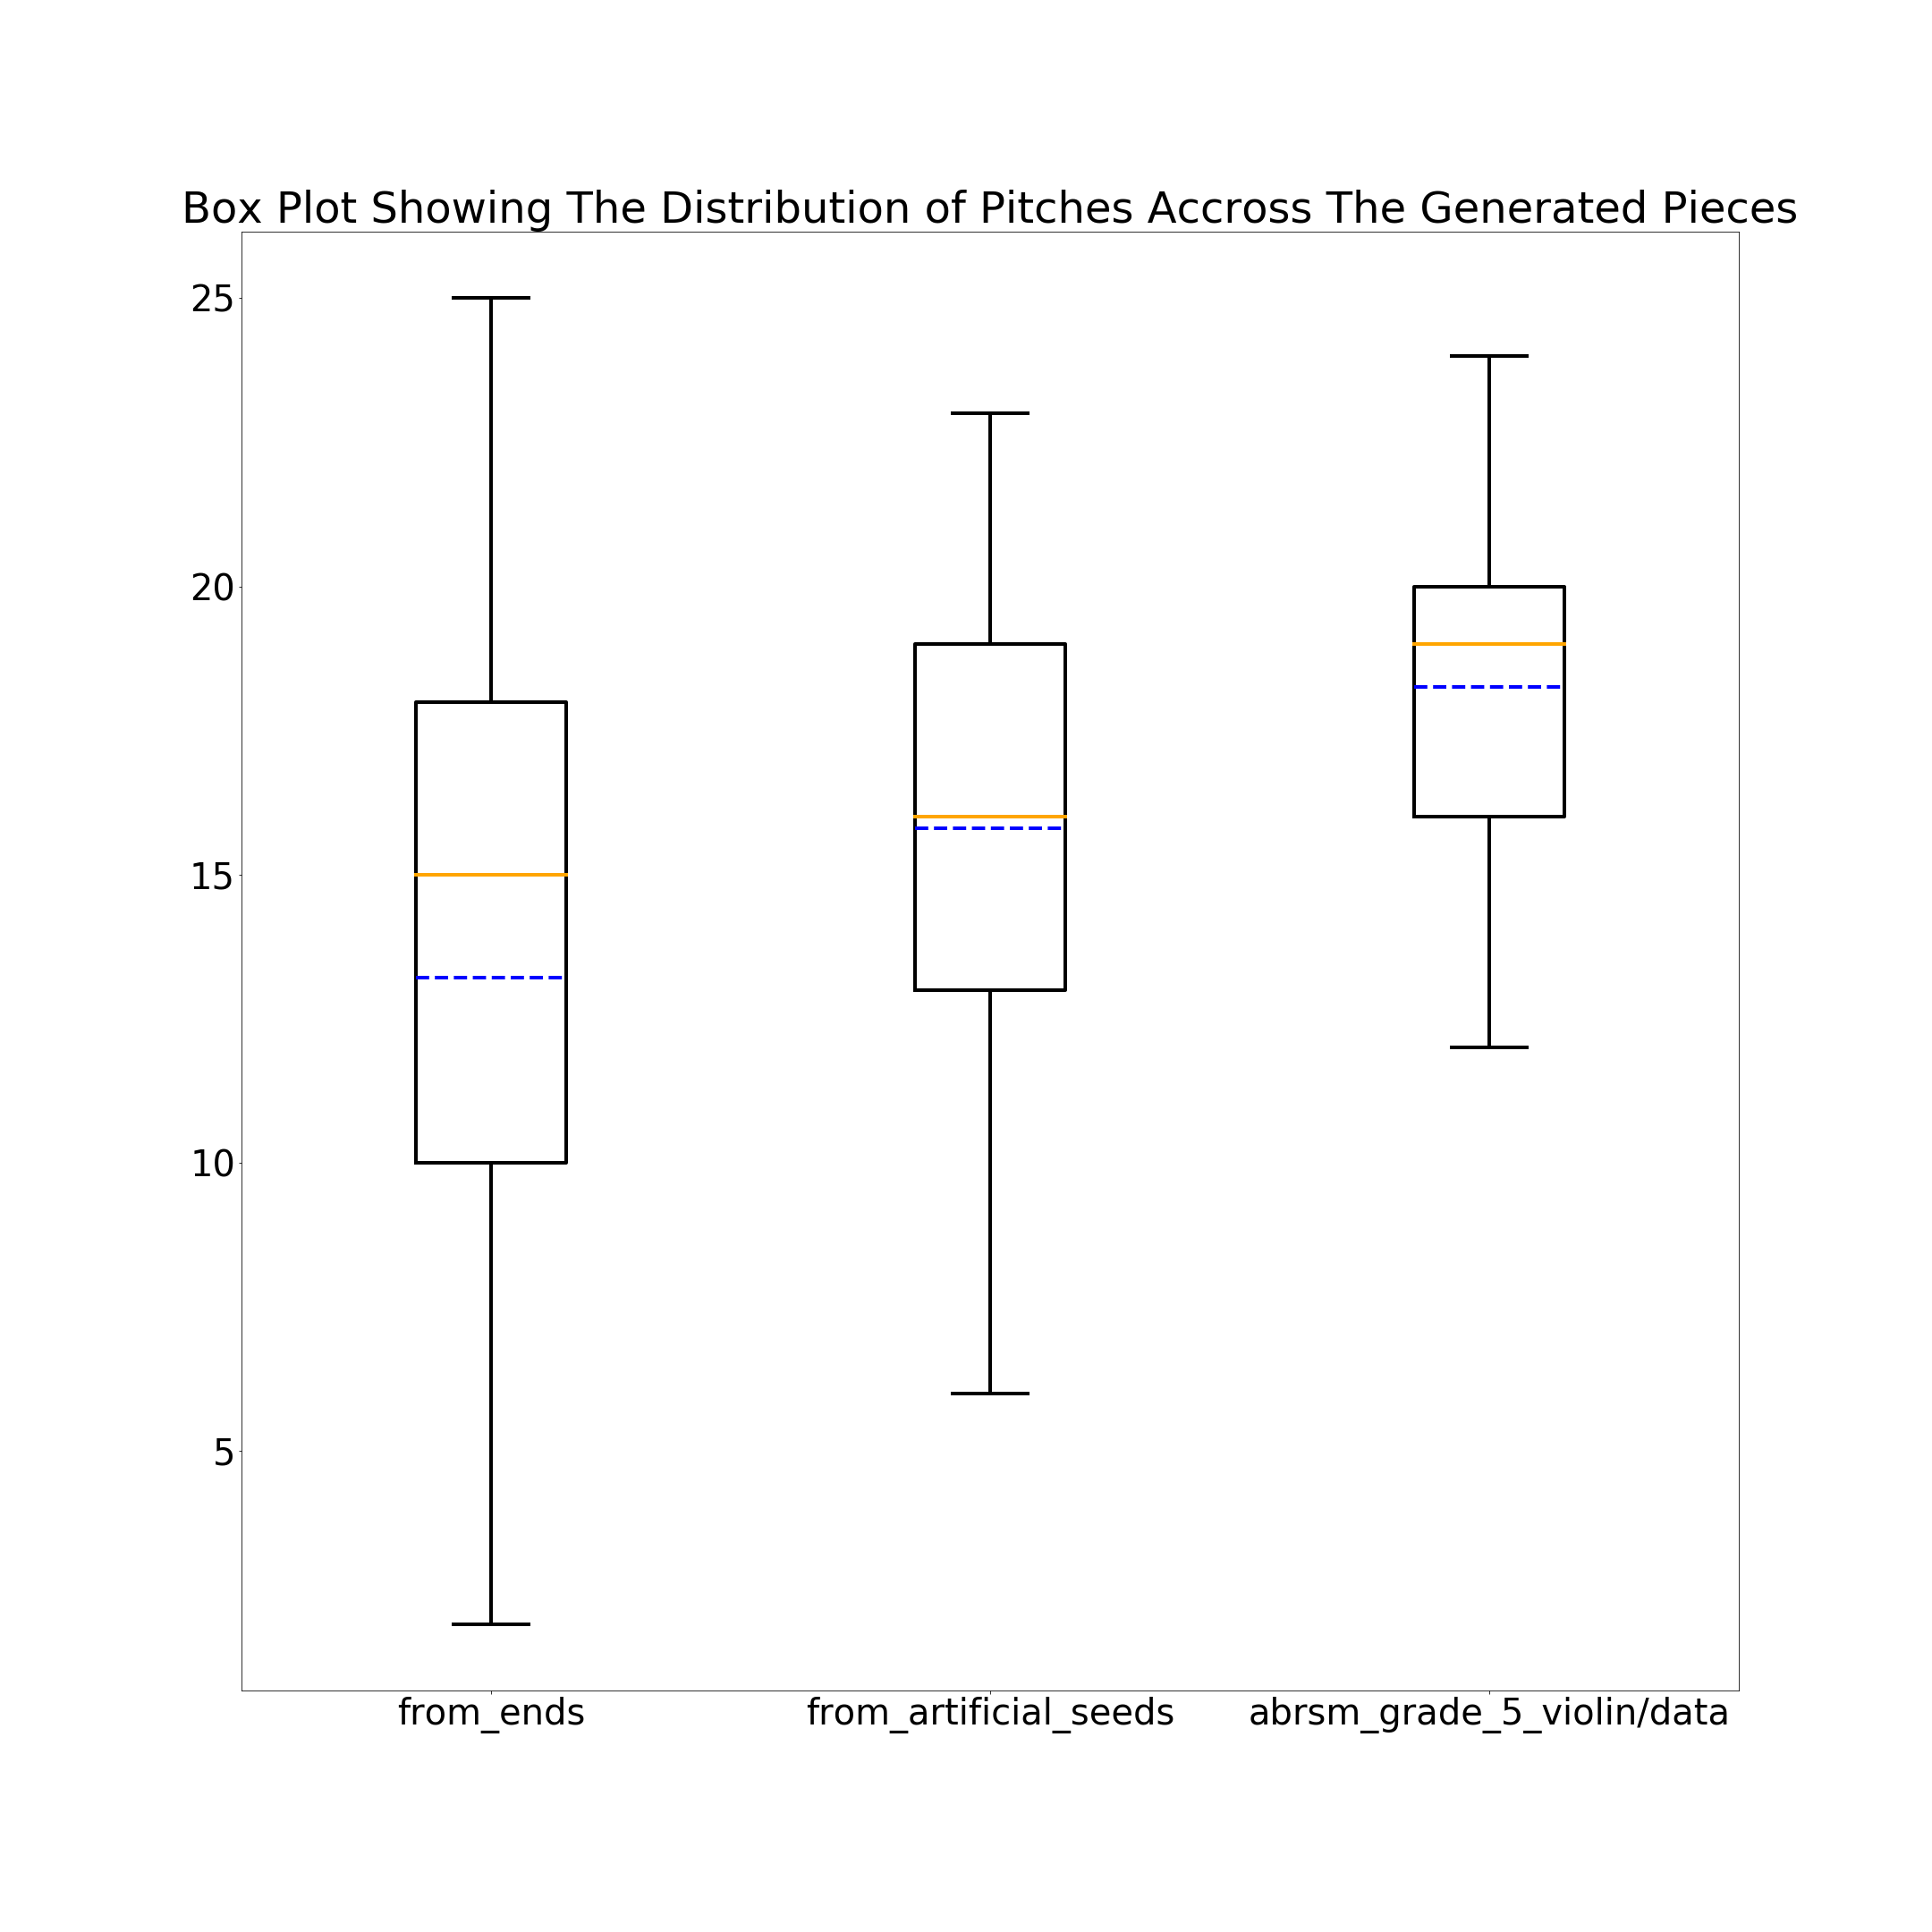 Box Plot Showing The Distribution of Pitches Accross The Generated Pieces
25
20
15
10
5
from_ends from_artificial_seeds abrsm_grade_5_violin/data